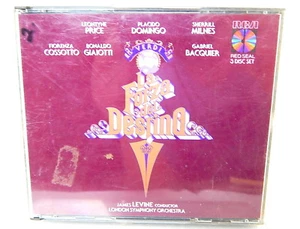 LEONTYNE PRICE
PLACIDO DOMINGO
SHERRILL MILNES
RCA
FIORENZA COSSOTTO
BONALDO GIAIOTTI
GABRIEL BACQUIER
RED SEAL
3 DISC SET
VERDI
La Forza
Del
Destino
JAMES LEVINE CONDUCTOR
LONDON SYMPHONY ORCHESTRA